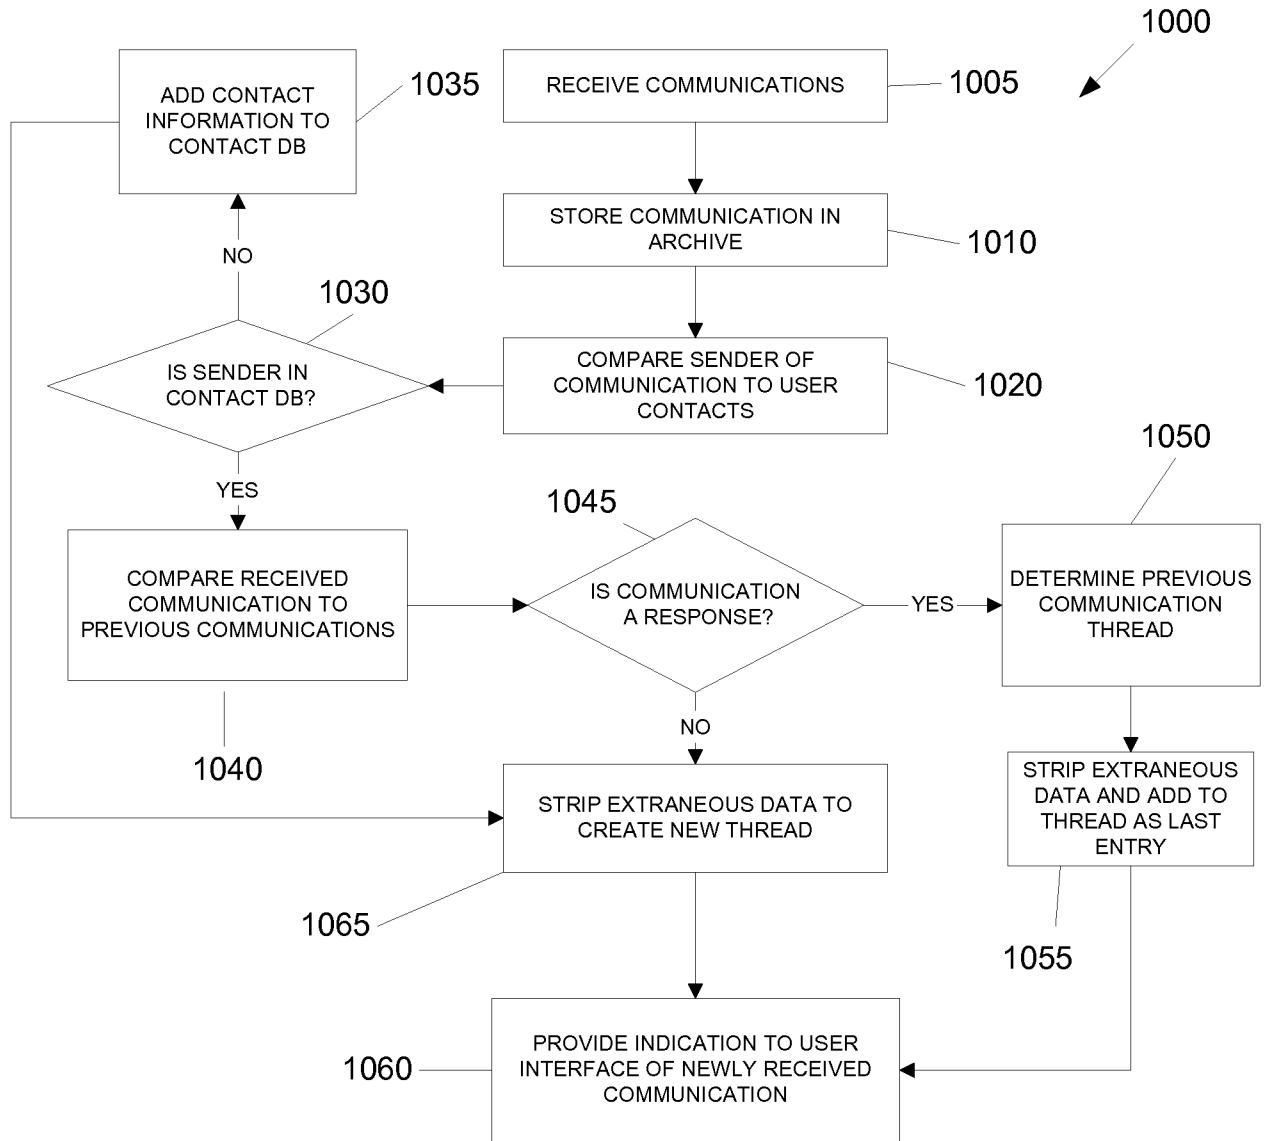 1000
RECEIVE COMMUNICATIONS
1005
ADD CONTACT
INFORMATION TO
CONTACT DB
1035
STORE COMMUNICATION IN
ARCHIVE
1010
NO
1030
COMPARE SENDER OF
COMMUNICATION TO USER
CONTACTS
1020
IS SENDER IN
CONTACT DB?
YES
1045
1050
COMPARE RECEIVED
COMMUNICATION TO
PREVIOUS COMMUNICATIONS
1040
IS COMMUNICATION
A RESPONSE?
YES
DETERMINE PREVIOUS
COMMUNICATION
THREAD
NO
STRIP EXTRANEOUS DATA TO
CREATE NEW THREAD
1065
STRIP EXTRANEOUS
DATA AND ADD TO
THREAD AS LAST
ENTRY
1055
PROVIDE INDICATION TO USER
INTERFACE OF NEWLY RECEIVED
COMMUNICATION
1060